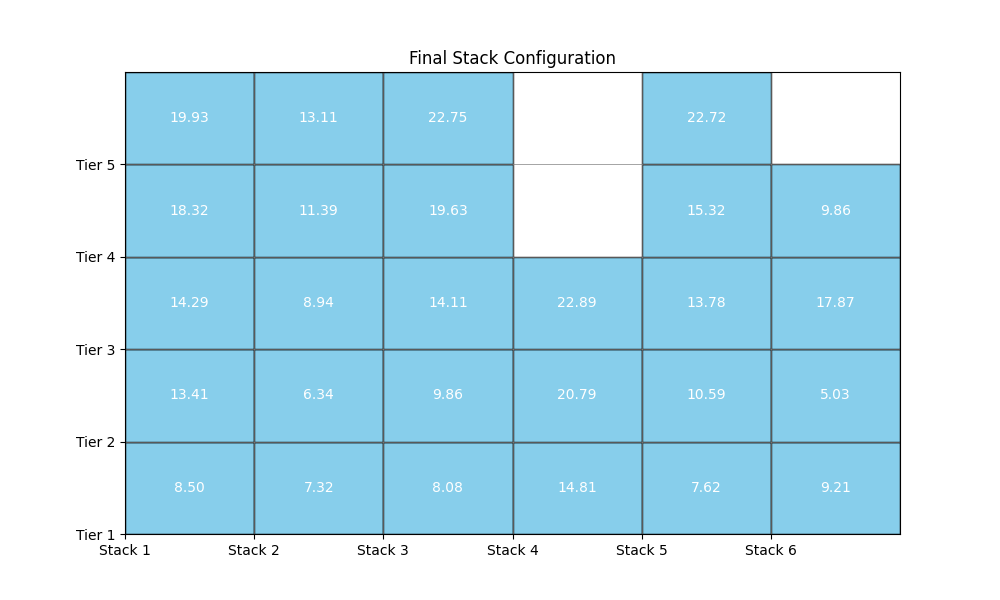 Final Stack Configuration
19.93 13.11 22.75 22.72
Tier 5
18.32 11.39 19.63 15.32 9.86
Tier 4
14.29 8.94 14.11 22.89 13.78 17.87
Tier 3
13.41 6.34 9.86 20.79 10.59 5.03
Tier 2
8.50 7.32 8.08 14.81 7.62 9.21
Tier 1
Stack 1 Stack 2 Stack 3 Stack 4 Stack 5 Stack 6